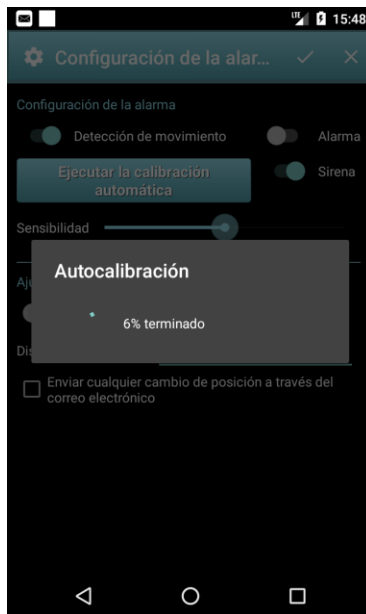 LTE 15:48
Configuración de la alar...
Configuración de la alarma
Detección de movimiento Alarma
Ejecutar la calibración
automática
Sirena
Sensibilidad
Autocalibración
6% terminado
Enviar cualquier cambio de posición a través del
correo electrónico